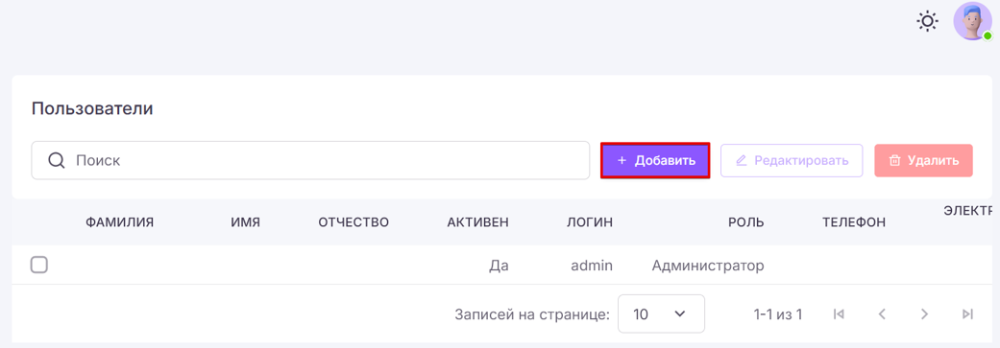 Пользователи
Поиск
+ Добавить
Редактировать
Удалить
ФАМИЛИЯ ИМЯ ОТЧЕСТВО АКТИВЕН ЛОГИН РОЛЬ ТЕЛЕФОН ЭЛЕКТР
Да admin Администратор
Записей на странице: 10 1-1 из 1